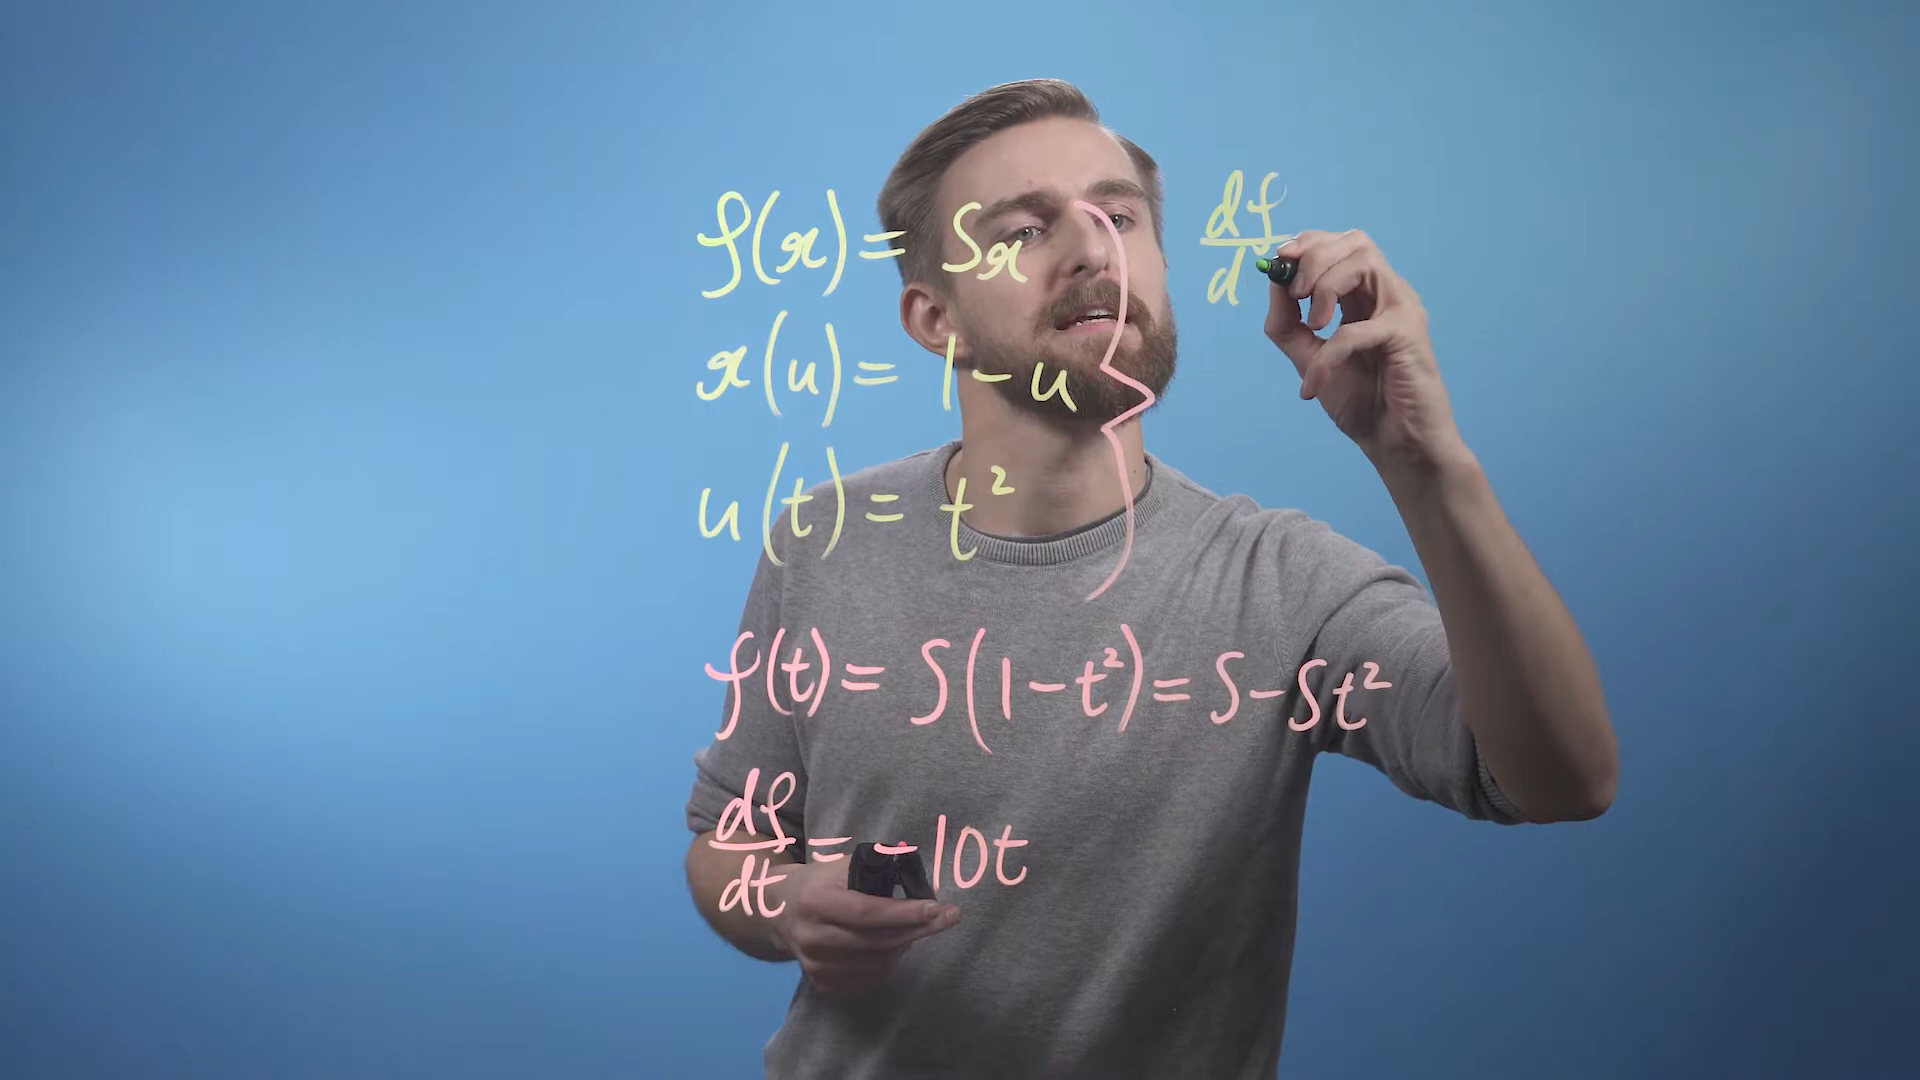 f(x) = 5x
x(u) = 1 - u
u(t) = t²
f(t) = 5(1-t²) = 5-5t²
df/dt = -10t
df/d